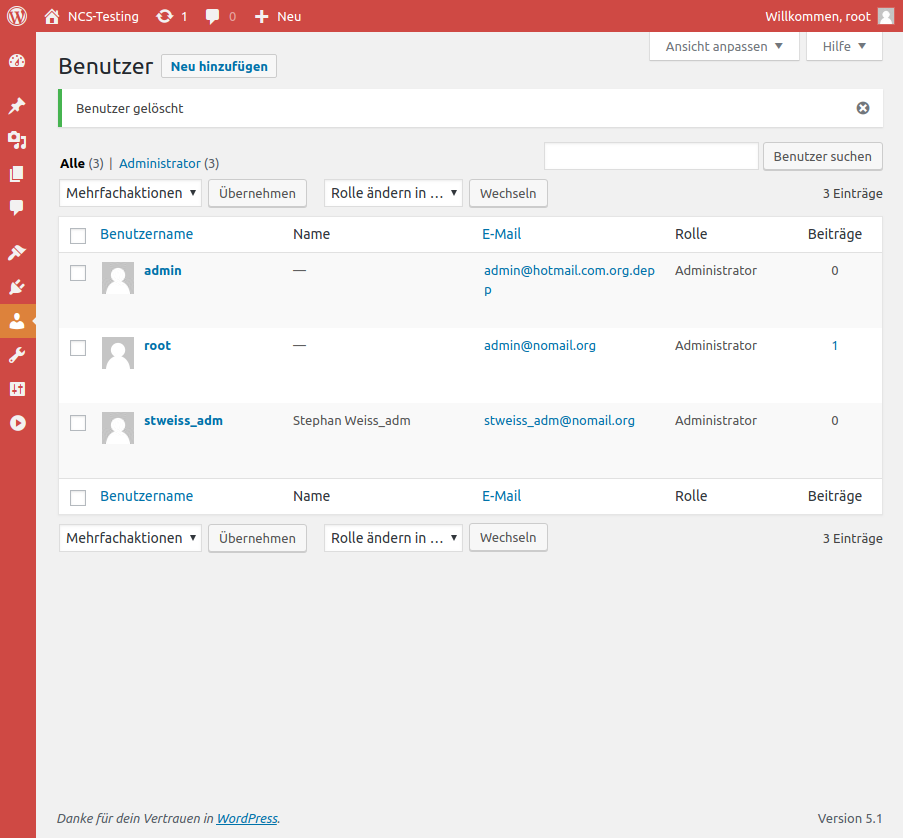 NCS-Testing 1 0 Neu Willkommen, root
Ansicht anpassen Hilfe
Benutzer Neu hinzufügen
Benutzer gelöscht
Alle (3) | Administrator (3) Benutzer suchen
Mehrfachaktionen Übernehmen Rolle ändern in … Wechseln 3 Einträge
Benutzername Name E-Mail Rolle Beiträge
admin — admin@hotmail.com.org.dep Administrator 0
p
root — admin@nomail.org Administrator 1
stweiss_adm Stephan Weiss_adm stweiss_adm@nomail.org Administrator 0
Benutzername Name E-Mail Rolle Beiträge
Mehrfachaktionen Übernehmen Rolle ändern in … Wechseln 3 Einträge
Danke für dein Vertrauen in WordPress. Version 5.1